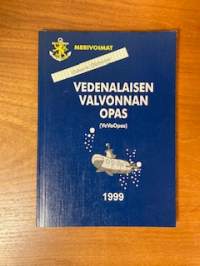 MERIVOIMAT
VEDENALAISEN
VALVONNAN
OPAS
(VeVaOpas)
1999